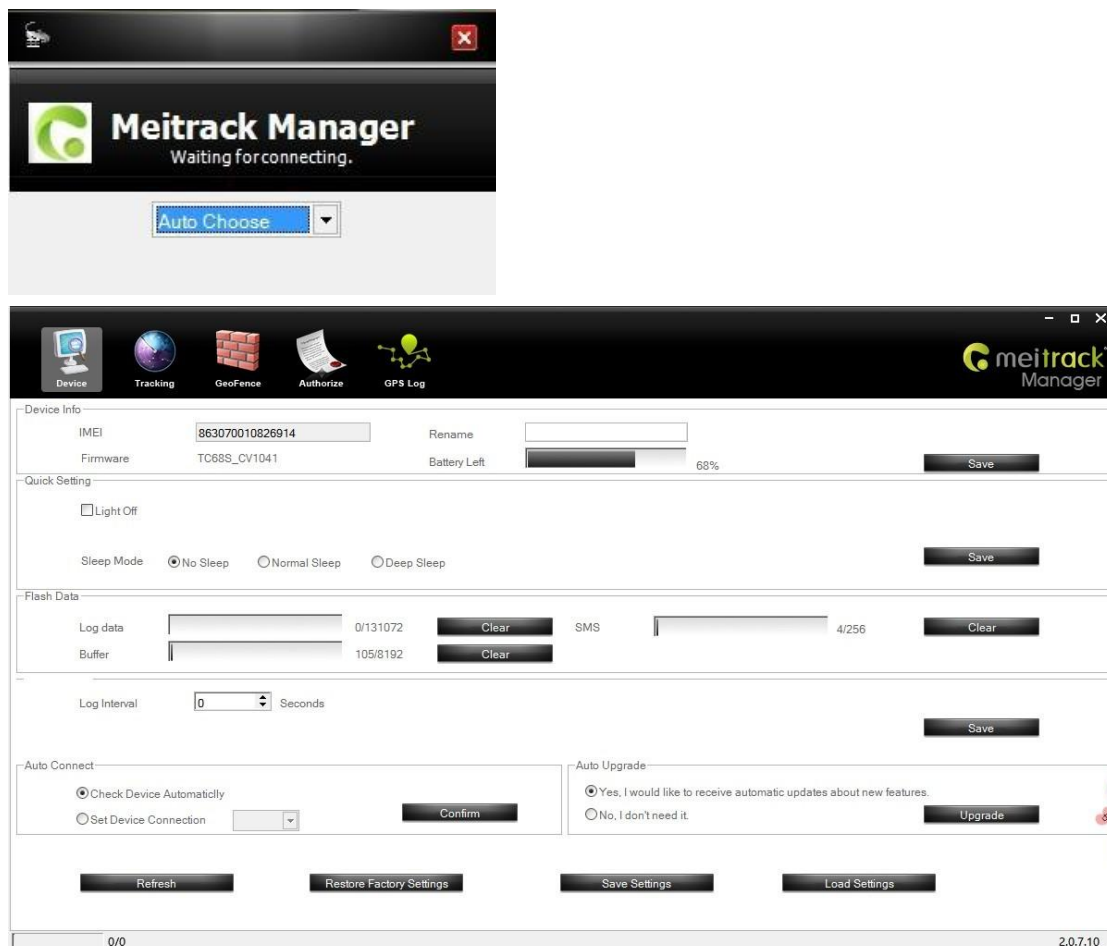 Meitrack Manager
Waiting forconnecting.
Auto Choose
meitrack
Manager
Device Tracking GeoFence Authorize GPS Log
Device Info
IMEI 863070010826914 Rename
Firmware TC68S_CV1041 Battery Left 68% Save
Quick Setting
Light Off
Sleep Mode No Sleep Normal Sleep Deep Sleep Save
Flash Data
Log data 0/131072 Clear SMS 4/256 Clear
Buffer 105/8192 Clear
Log Interval 0 Seconds
Save
Auto Connect Auto Upgrade
Check Device Automaticlly Yes, I would like to receive automatic updates about new features.
Set Device Connection Confirm No, I don't need it. Upgrade
Refresh Restore Factory Settings Save Settings Load Settings
0/0 2.0.7.10